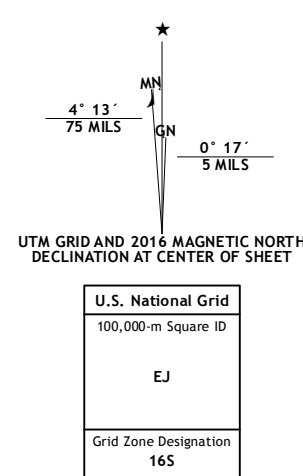 ★
MN
4° 13´
75 MILS
GN
0° 17´
5 MILS
UTM GRID AND 2016 MAGNETIC NORTH
DECLINATION AT CENTER OF SHEET
U.S. National Grid
100,000-m Square ID
EJ
Grid Zone Designation
16S